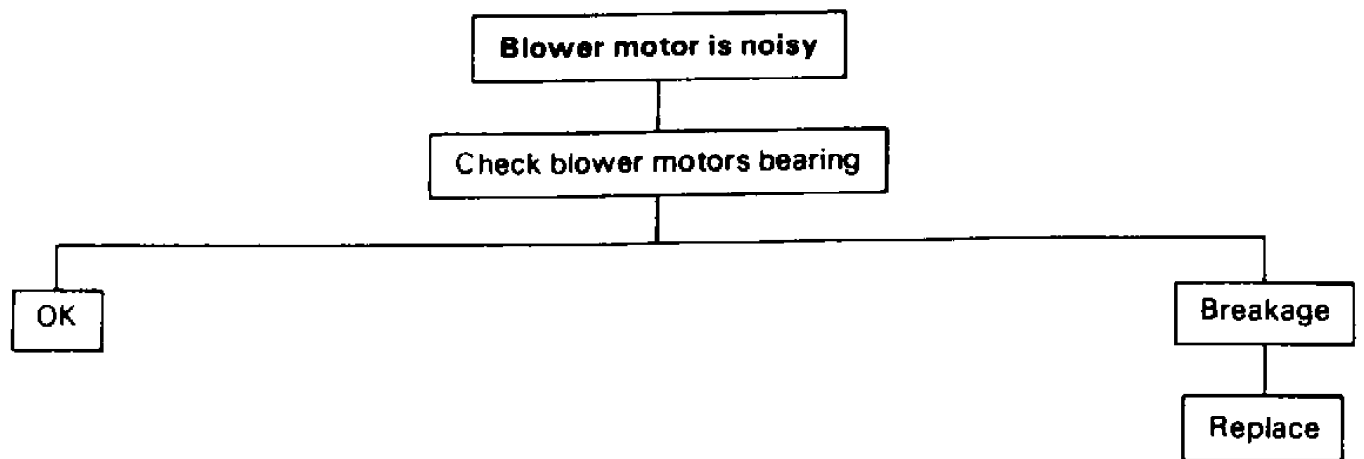 Blower motor is noisy
Check blower motors bearing
OK
Breakage
Replace